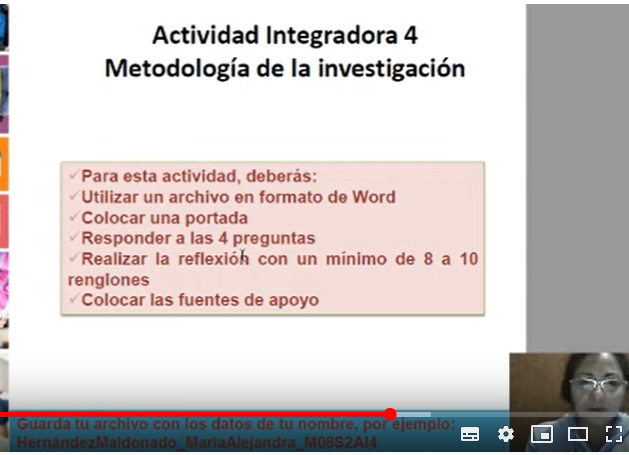 Actividad Integradora 4
Metodología de la investigación
✓Para esta actividad, deberás:
✓Utilizar un archivo en formato de Word
✓Colocar una portada
✓Responder a las 4 preguntas
✓Realizar la reflexión con un mínimo de 8 a 10
renglones
✓Colocar las fuentes de apoyo
Guarda tu archivo con los datos de tu nombre, por ejemplo:
HernándezMaldonado_MaríaAlejandra_M08S2AI4